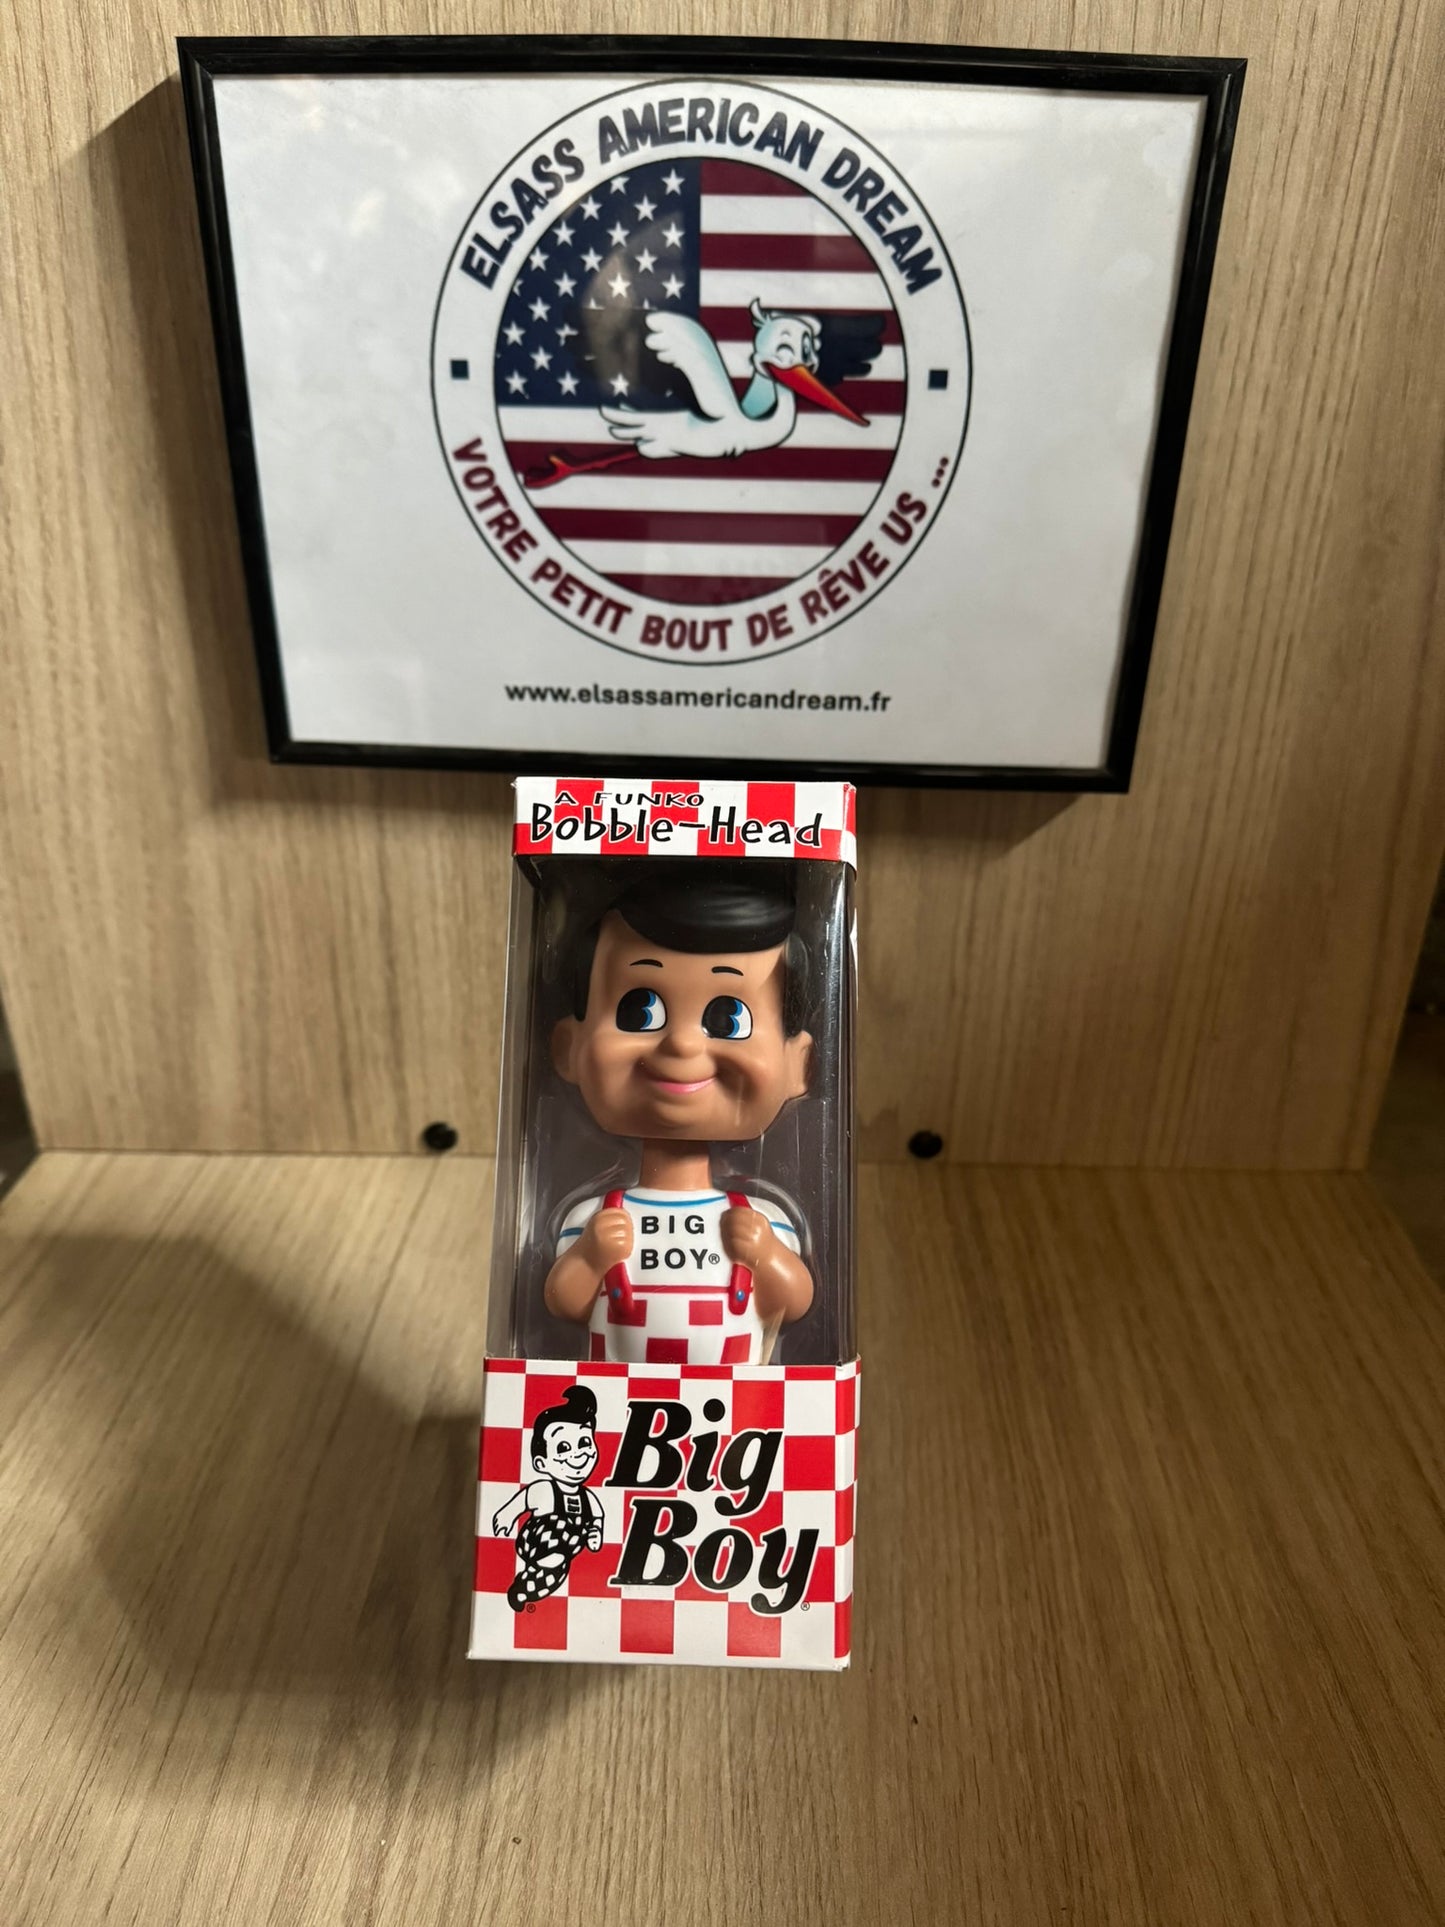 ELSASS AMERICAN DREAM
VOTRE PETIT BOUT DE RÊVE US ...
www.elsassamericandream.fr
A FUNKO
Bobble-Head
BIG
BOY®
Big
Boy®
®